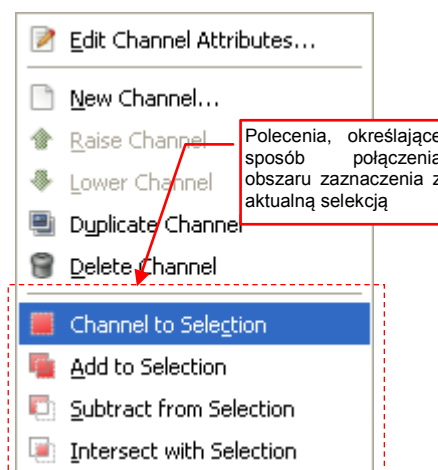 Edit Channel Attributes...
New Channel...
Raise Channel
Lower Channel
Duplicate Channel
Delete Channel
Polecenia, określające
sposób połączenia
obszaru zaznaczenia z
aktualną selekcją
Channel to Selection
Add to Selection
Subtract from Selection
Intersect with Selection